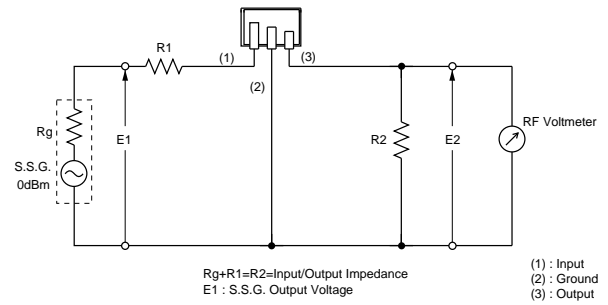 R1
(1)
(3)
(2)
Rg
E1
R2
E2
RF Voltmeter
S.S.G.
0dBm
Rg+R1=R2=Input/Output Impedance
E1 : S.S.G. Output Voltage
(1) : Input
(2) : Ground
(3) : Output